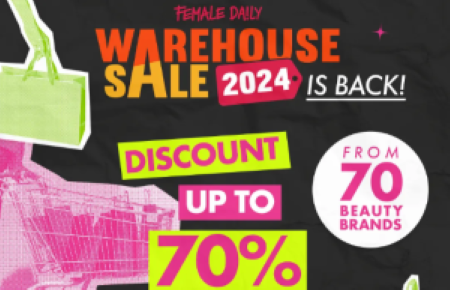 FEMALE DAILY
WAREHOUSE
SALE 2024 IS BACK!
DISCOUNT
UP TO
70%
FROM
70
BEAUTY
BRANDS